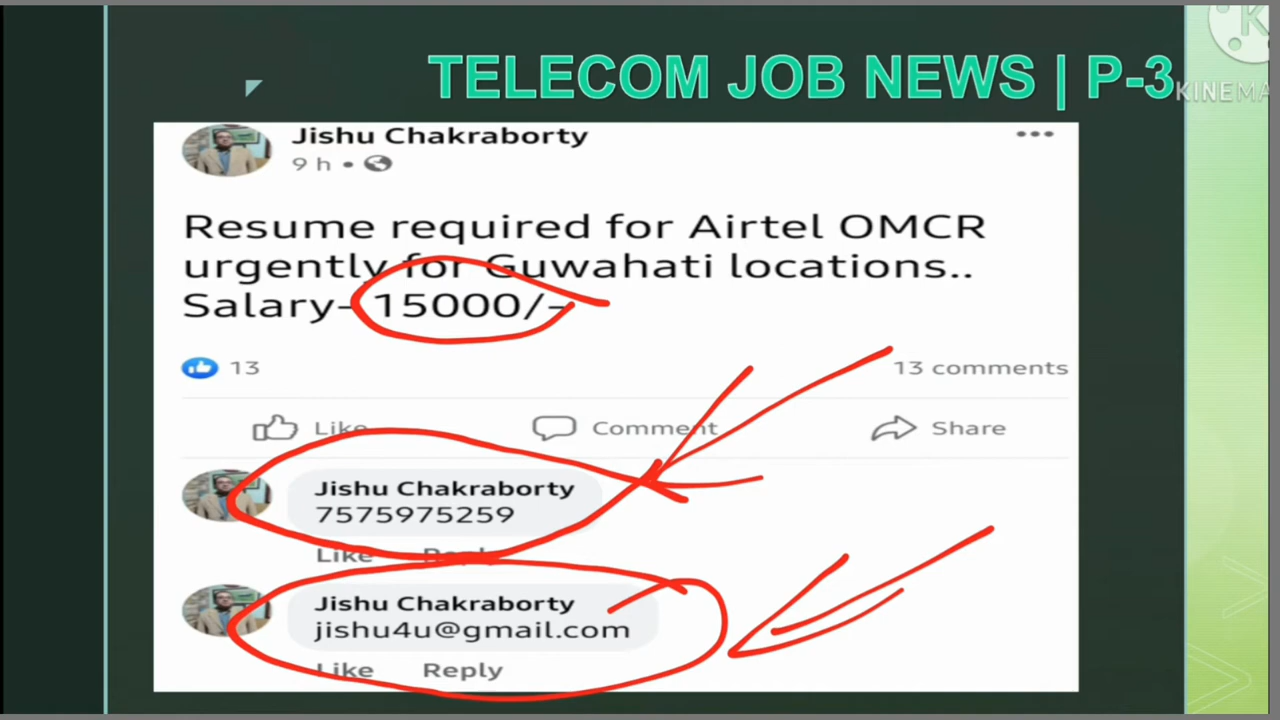 TELECOM JOB NEWS | P-3
KINEMA
Jishu Chakraborty
9 h
Resume required for Airtel OMCR
urgently for Guwahati locations..
Salary- 15000/-
13
13 comments
Like
Comment
Share
Jishu Chakraborty
7575975259
Like Reply
Jishu Chakraborty
jishu4u@gmail.com
Like Reply